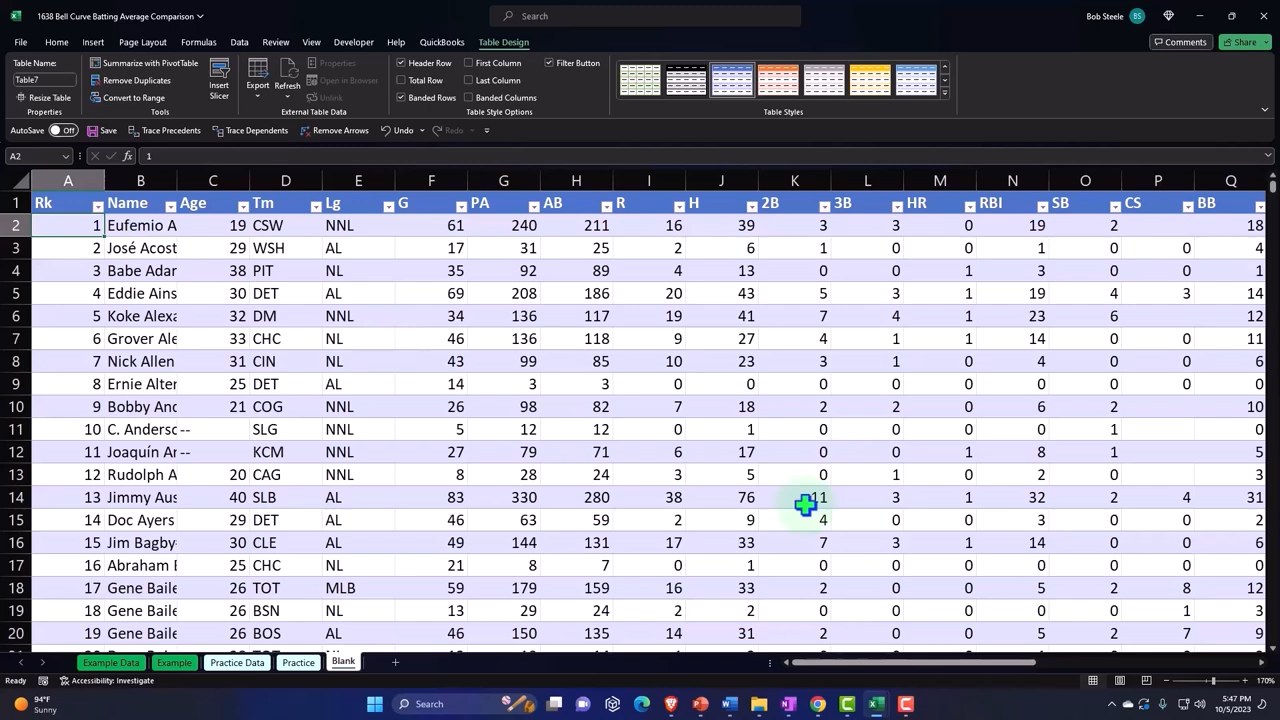 1638 Bell Curve Batting Average Comparison
Search
Bob Steele BS
File Home Insert Page Layout Formulas Data Review View Developer Help QuickBooks Table Design Comments Share
Table Name: Summarize with PivotTable Properties Header Row First Column Filter Button
Table7 Remove Duplicates Open in Browser Total Row Last Column
Resize Table Convert to Range Insert Slicer Export Refresh Unlink Banded Rows Banded Columns
Properties Tools External Table Data Table Style Options Table Styles
AutoSave Off Save Trace Precedents Trace Dependents Remove Arrows Undo Redo
A2 fx 1
A B C D E F G H I J K L M N O P Q
1 Rk Name Age Tm Lg G PA AB R H 2B 3B HR RBI SB CS BB
2 1 Eufemio A 19 CSW NNL 61 240 211 16 39 3 3 0 19 2 18
3 2 José Acost 29 WSH AL 17 31 25 2 6 1 0 0 1 0 0 4
4 3 Babe Adar 38 PIT NL 35 92 89 4 13 0 0 1 3 0 0 1
5 4 Eddie Ains 30 DET AL 69 208 186 20 43 5 3 1 19 4 3 14
6 5 Koke Alexa 32 DM NNL 34 136 117 19 41 7 4 1 23 6 12
7 6 Grover Ale 33 CHC NL 46 136 118 9 27 4 1 1 14 0 0 11
8 7 Nick Allen 31 CIN NL 43 99 85 10 23 3 1 0 4 0 0 6
9 8 Ernie Alter 25 DET AL 14 3 3 0 0 0 0 0 0 0 0 0
10 9 Bobby Anc 21 COG NNL 26 98 82 7 18 2 2 0 6 2 10
11 10 C. Anderso -- SLG NNL 5 12 12 0 1 0 0 0 0 1 0
12 11 Joaquín Ar -- KCM NNL 27 79 71 6 17 0 0 1 8 1 5
13 12 Rudolph A 20 CAG NNL 8 28 24 3 5 0 1 0 2 0 3
14 13 Jimmy Aus 40 SLB AL 83 330 280 38 76 11 3 1 32 2 4 31
15 14 Doc Ayers 29 DET AL 46 63 59 2 9 4 0 0 3 0 0 2
16 15 Jim Bagby 30 CLE AL 49 144 131 17 33 7 3 1 14 0 0 6
17 16 Abraham B 25 CHC NL 21 8 7 0 1 0 0 0 0 0 0 0
18 17 Gene Baile 26 TOT MLB 59 179 159 16 33 2 0 0 5 2 8 12
19 18 Gene Baile 26 BSN NL 13 29 24 2 2 0 0 0 0 0 1 3
20 19 Gene Baile 26 BOS AL 46 150 135 14 31 2 0 0 5 2 7 9
Example Data Example Practice Data Practice Blank
Ready Accessibility: Investigate 170%
94°F
Sunny
Search
5:47 PM
10/5/2023